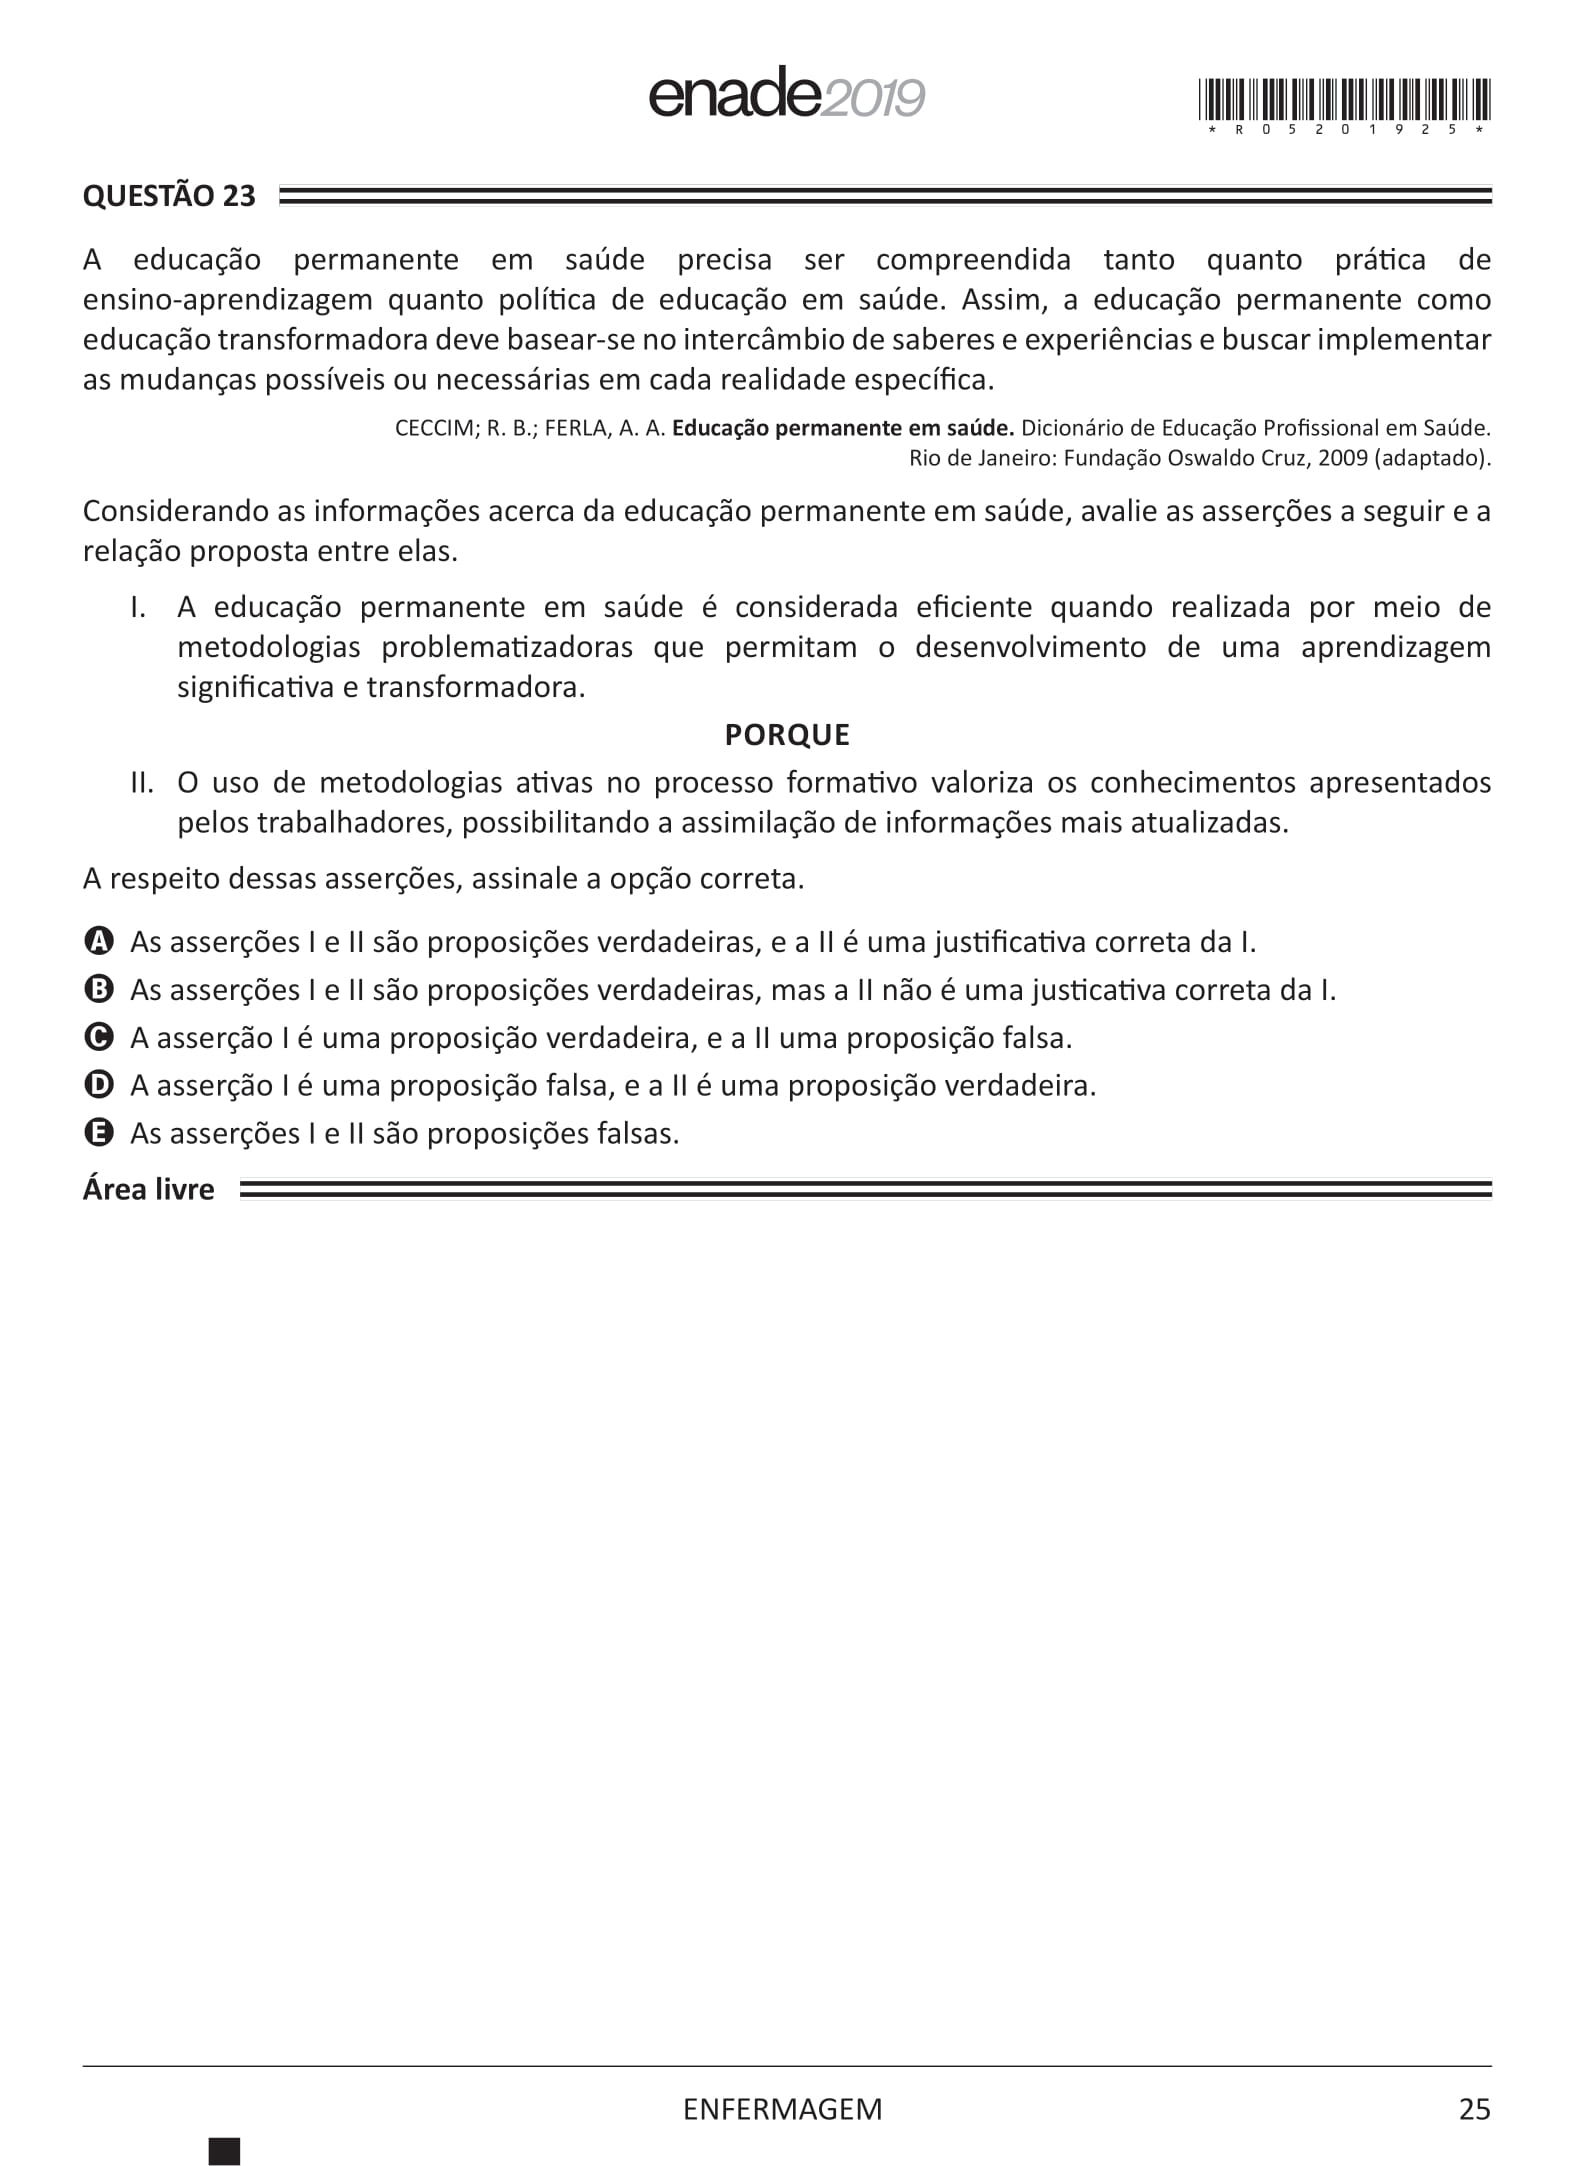 enade2019
*R05201925*
QUESTÃO 23
A educação permanente em saúde precisa ser compreendida tanto quanto prática de
ensino-aprendizagem quanto política de educação em saúde. Assim, a educação permanente como
educação transformadora deve basear-se no intercâmbio de saberes e experiências e buscar implementar
as mudanças possíveis ou necessárias em cada realidade específica.
CECCIM; R. B.; FERLA, A. A. Educação permanente em saúde. Dicionário de Educação Profissional em Saúde.
Rio de Janeiro: Fundação Oswaldo Cruz, 2009 (adaptado).
Considerando as informações acerca da educação permanente em saúde, avalie as asserções a seguir e a
relação proposta entre elas.
I. A educação permanente em saúde é considerada eficiente quando realizada por meio de
metodologias problematizadoras que permitam o desenvolvimento de uma aprendizagem
significativa e transformadora.
PORQUE
II. O uso de metodologias ativas no processo formativo valoriza os conhecimentos apresentados
pelos trabalhadores, possibilitando a assimilação de informações mais atualizadas.
A respeito dessas asserções, assinale a opção correta.
A As asserções I e II são proposições verdadeiras, e a II é uma justificativa correta da I.
B As asserções I e II são proposições verdadeiras, mas a II não é uma justicativa correta da I.
C A asserção I é uma proposição verdadeira, e a II uma proposição falsa.
D A asserção I é uma proposição falsa, e a II é uma proposição verdadeira.
E As asserções I e II são proposições falsas.
Área livre
ENFERMAGEM
25